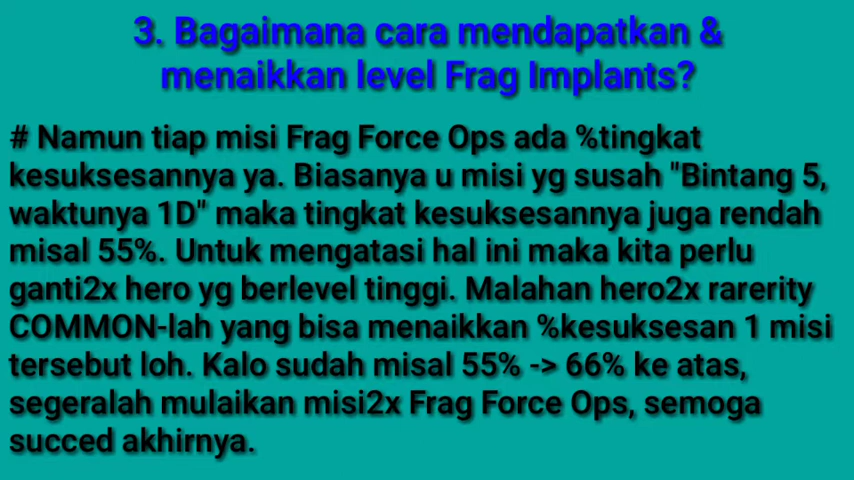 3. Bagaimana cara mendapatkan &
menaikkan level Frag Implants?
# Namun tiap misi Frag Force Ops ada %tingkat
kesuksesannya ya. Biasanya u misi yg susah "Bintang 5,
waktunya 1D" maka tingkat kesuksesannya juga rendah
misal 55%. Untuk mengatasi hal ini maka kita perlu
ganti2x hero yg berlevel tinggi. Malahan hero2x rarerity
COMMON-lah yang bisa menaikkan %kesuksesan 1 misi
tersebut loh. Kalo sudah misal 55% -> 66% ke atas,
segeralah mulaikan misi2x Frag Force Ops, semoga
succed akhirnya.